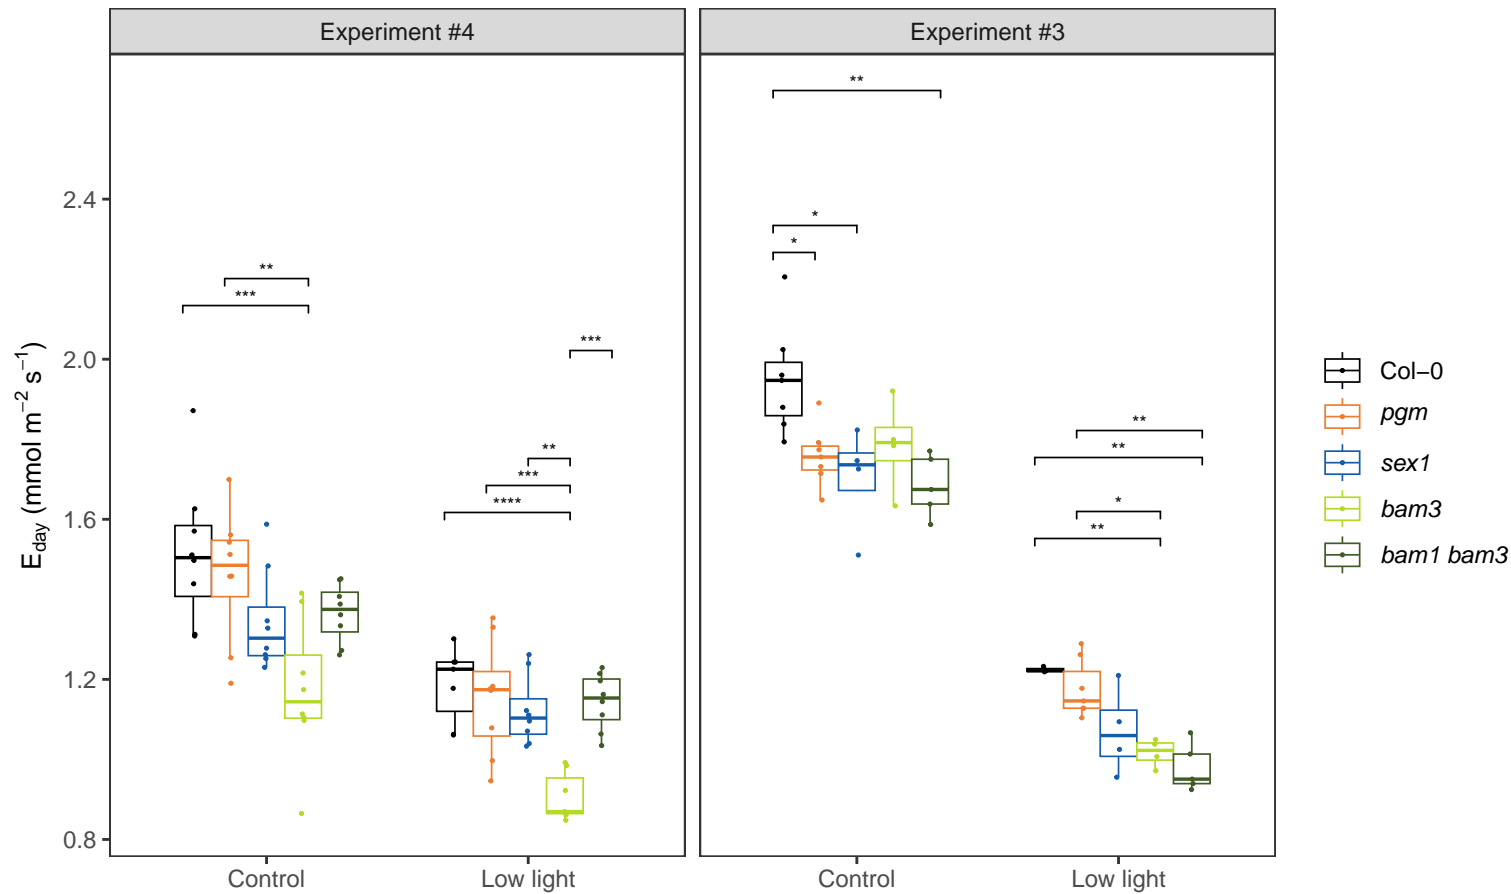 Experiment #4
Experiment #3
**
***
***
**
***
****
**
*
*
**
**
*
**
2.4
2.0
1.6
1.2
0.8
E_day (mmol m⁻² s⁻¹)
Control
Low light
Control
Low light
Col−0
pgm
sex1
bam3
bam1 bam3